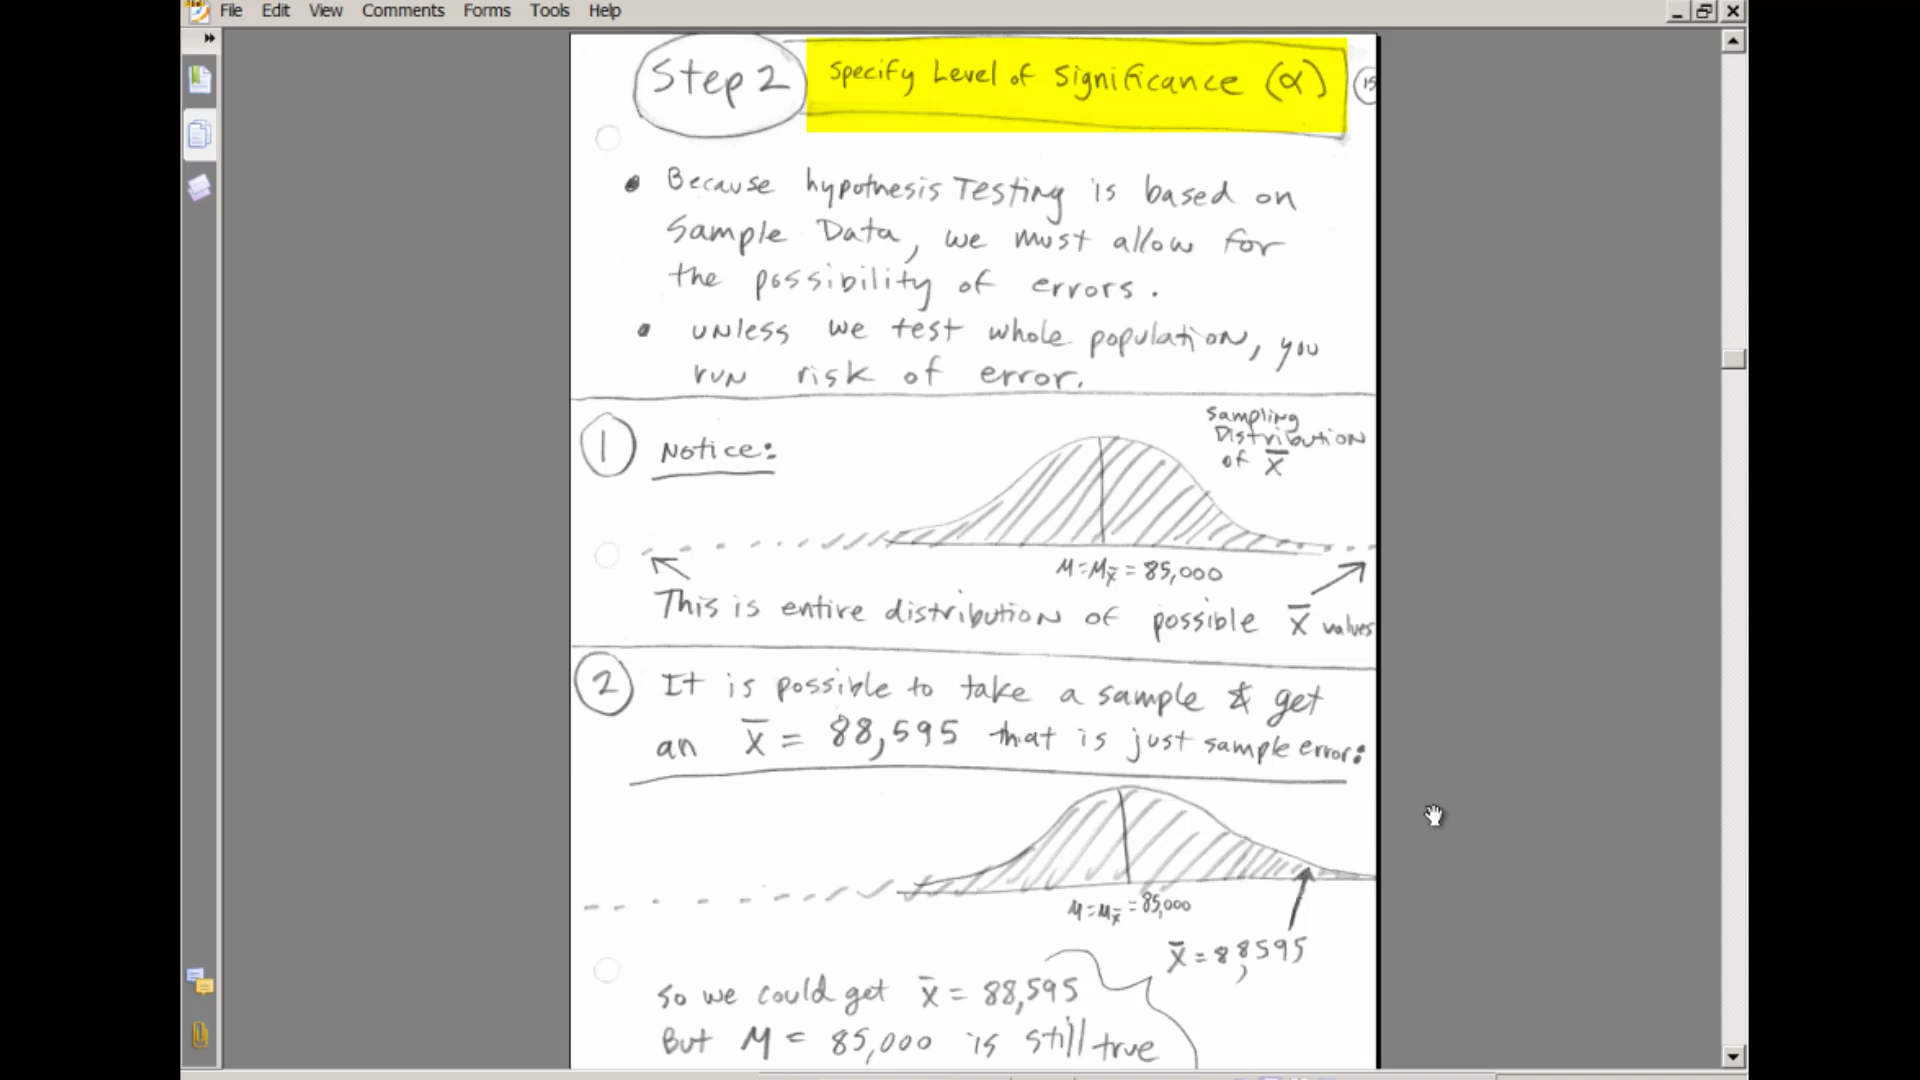 File Edit View Comments Forms Tools Help
Step 2 Specify Level of Significance (α) 15
• Because hypothesis Testing is based on
Sample Data, we must allow for
the possibility of errors.
• unless we test whole population, you
run risk of error.
1 Notice:
Sampling
Distribution
of x̄
M = Mx̄ = 85,000
This is entire distribution of possible x̄ values
2 It is possible to take a sample & get
an x̄ = 88,595 that is just sample error:
M = Mx̄ = 85,000
x̄ = 88,595
So we could get x̄ = 88,595
But M = 85,000 is still true